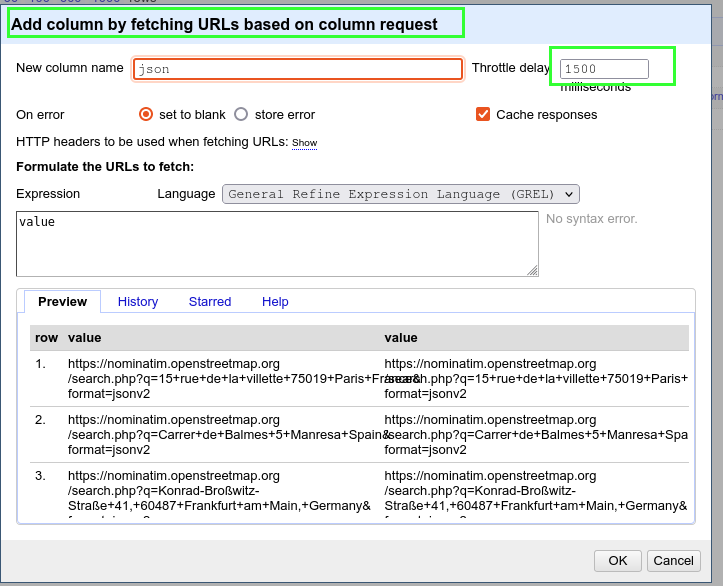 Add column by fetching URLs based on column request
New column name json Throttle delay 1500
milliseconds
On error set to blank store error Cache responses
HTTP headers to be used when fetching URLs: Show
Formulate the URLs to fetch:
Expression Language General Refine Expression Language (GREL)
value No syntax error.
Preview History Starred Help
row value value
1. https://nominatim.openstreetmap.org https://nominatim.openstreetmap.org
/search.php?q=15+rue+de+la+villette+75019+Paris+France& /search.php?q=15+rue+de+la+villette+75019+Paris+
format=jsonv2 format=jsonv2
2. https://nominatim.openstreetmap.org https://nominatim.openstreetmap.org
/search.php?q=Carrer+de+Balmes+5+Manresa+Spain& /search.php?q=Carrer+de+Balmes+5+Manresa+Spa
format=jsonv2 format=jsonv2
3. https://nominatim.openstreetmap.org https://nominatim.openstreetmap.org
/search.php?q=Konrad-Broßwitz- /search.php?q=Konrad-Broßwitz-
Straße+41,+60487+Frankfurt+am+Main,+Germany& Straße+41,+60487+Frankfurt+am+Main,+Germany&
OK Cancel